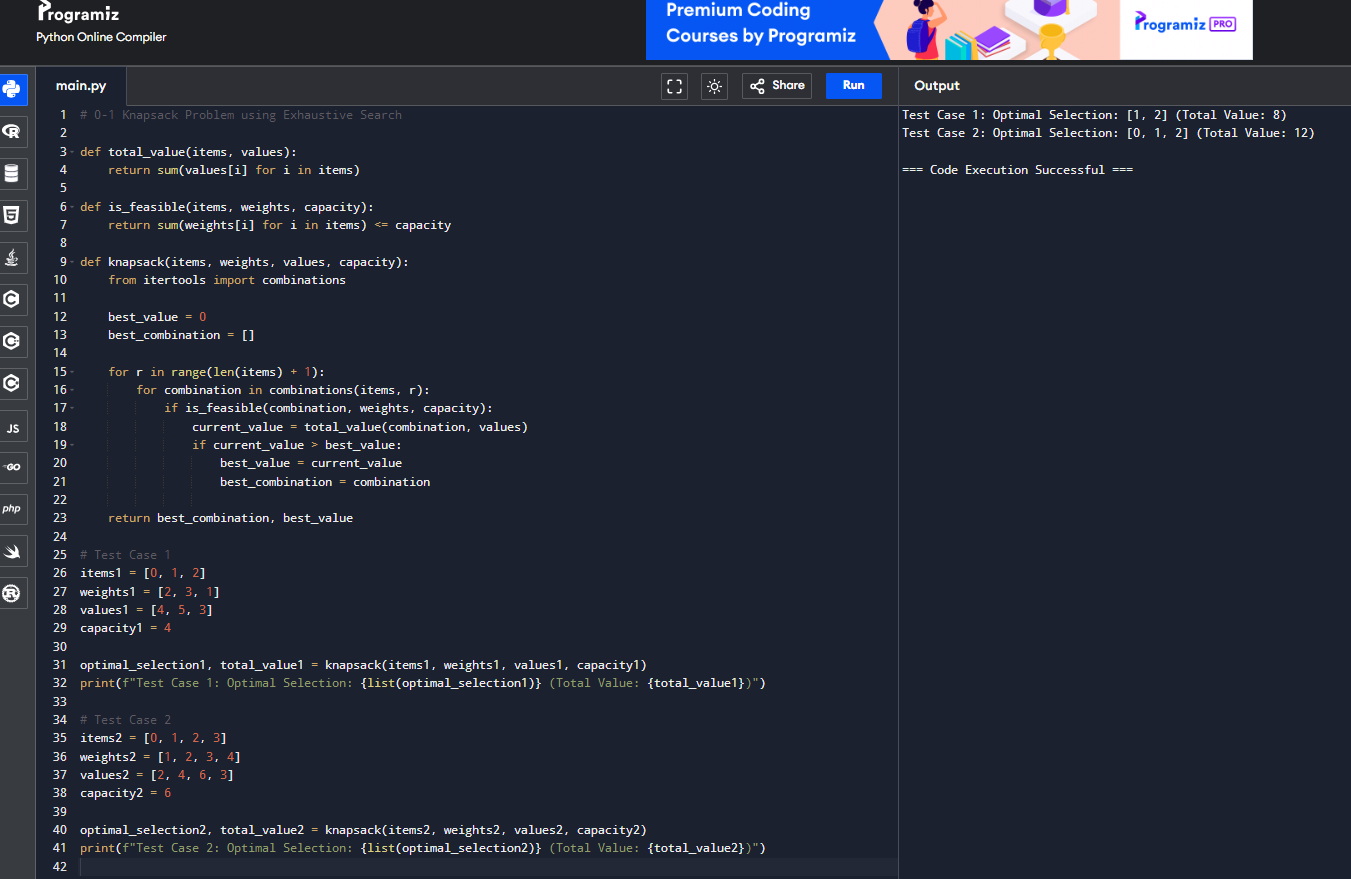 Programiz
Python Online Compiler
Premium Coding
Courses by Programiz
Programiz PRO
main.py
Share
Run
Output
1 # 0-1 Knapsack Problem using Exhaustive Search
2
3 def total_value(items, values):
4     return sum(values[i] for i in items)
5
6 def is_feasible(items, weights, capacity):
7     return sum(weights[i] for i in items) <= capacity
8
9 def knapsack(items, weights, values, capacity):
10     from itertools import combinations
11
12     best_value = 0
13     best_combination = []
14
15     for r in range(len(items) + 1):
16         for combination in combinations(items, r):
17             if is_feasible(combination, weights, capacity):
18                 current_value = total_value(combination, values)
19                 if current_value > best_value:
20                     best_value = current_value
21                     best_combination = combination
22
23     return best_combination, best_value
24
25 # Test Case 1
26 items1 = [0, 1, 2]
27 weights1 = [2, 3, 1]
28 values1 = [4, 5, 3]
29 capacity1 = 4
30
31 optimal_selection1, total_value1 = knapsack(items1, weights1, values1, capacity1)
32 print(f"Test Case 1: Optimal Selection: {list(optimal_selection1)} (Total Value: {total_value1})")
33
34 # Test Case 2
35 items2 = [0, 1, 2, 3]
36 weights2 = [1, 2, 3, 4]
37 values2 = [2, 4, 6, 3]
38 capacity2 = 6
39
40 optimal_selection2, total_value2 = knapsack(items2, weights2, values2, capacity2)
41 print(f"Test Case 2: Optimal Selection: {list(optimal_selection2)} (Total Value: {total_value2})")
42
Test Case 1: Optimal Selection: [1, 2] (Total Value: 8)
Test Case 2: Optimal Selection: [0, 1, 2] (Total Value: 12)
=== Code Execution Successful ===
R
5
C
C
C
JS
GO
php
R